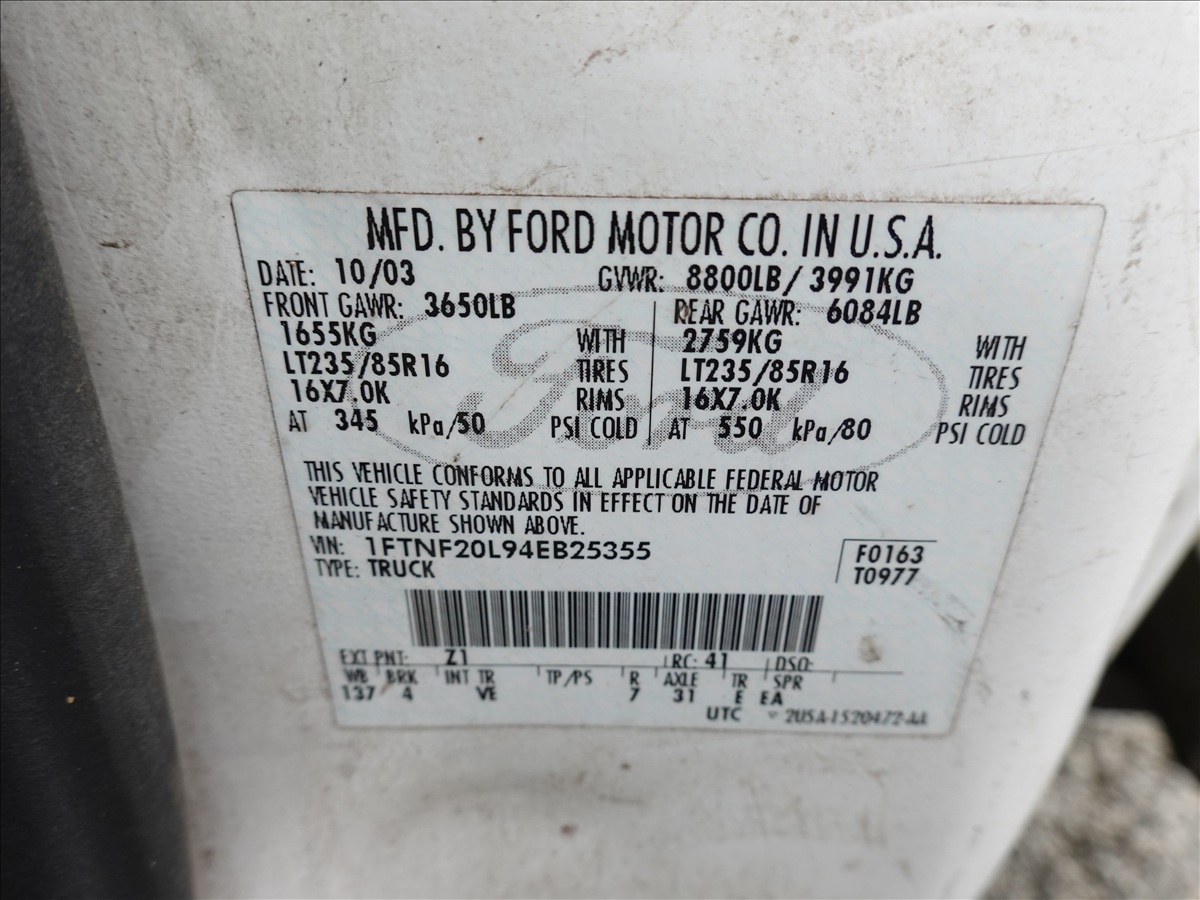 MFD. BY FORD MOTOR CO. IN U.S.A.
DATE: 10/03 GVWR: 8800LB/ 3991KG
FRONT GAWR: 3650LB REAR GAWR: 6084LB
1655KG WITH 2759KG WITH
LT235/85R16 TIRES LT235/85R16 TIRES
16X7.0K RIMS 16X7.0K RIMS
AT 345 kPa/50 PSI COLD AT 550 kPa/80 PSI COLD
Ford
THIS VEHICLE CONFORMS TO ALL APPLICABLE FEDERAL MOTOR
VEHICLE SAFETY STANDARDS IN EFFECT ON THE DATE OF
MANUFACTURE SHOWN ABOVE.
VIN: 1FTNF20L94EB25355 F0163
TYPE: TRUCK T0977
EXT PNT: Z1 RC: 41 DSO:
WB BRK INT TR TP/PS R AXLE TR SPR
137 4 VE 7 31 E EA
UTC 2U5A-1520472-AA